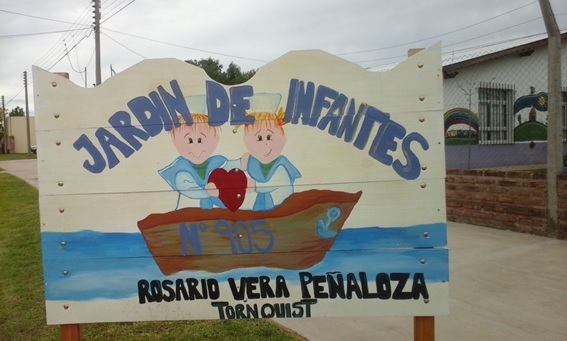 JARDIN DE INFANTES
N° 905
ROSARIO VERA PEÑALOZA
TORNQUIST